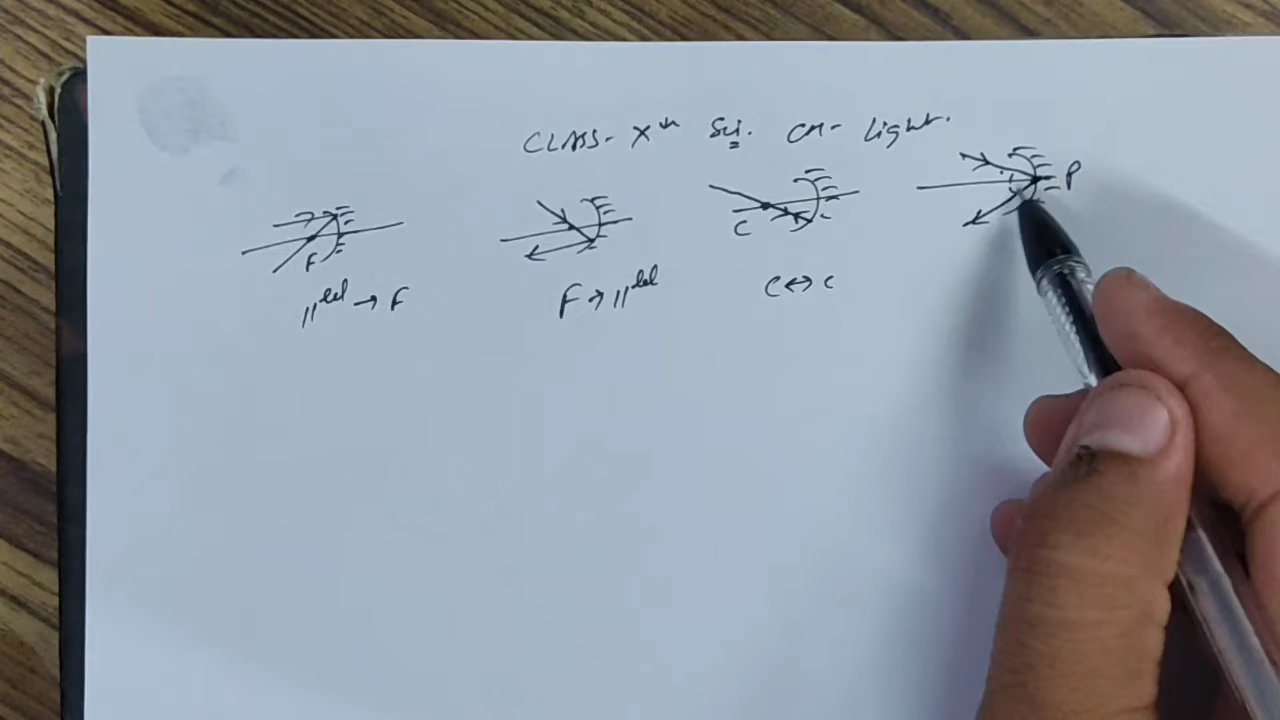 CLASS- Xth Sci. CH- Light.
P
C
F
||lel → F
F → ||lel
C ↔ C